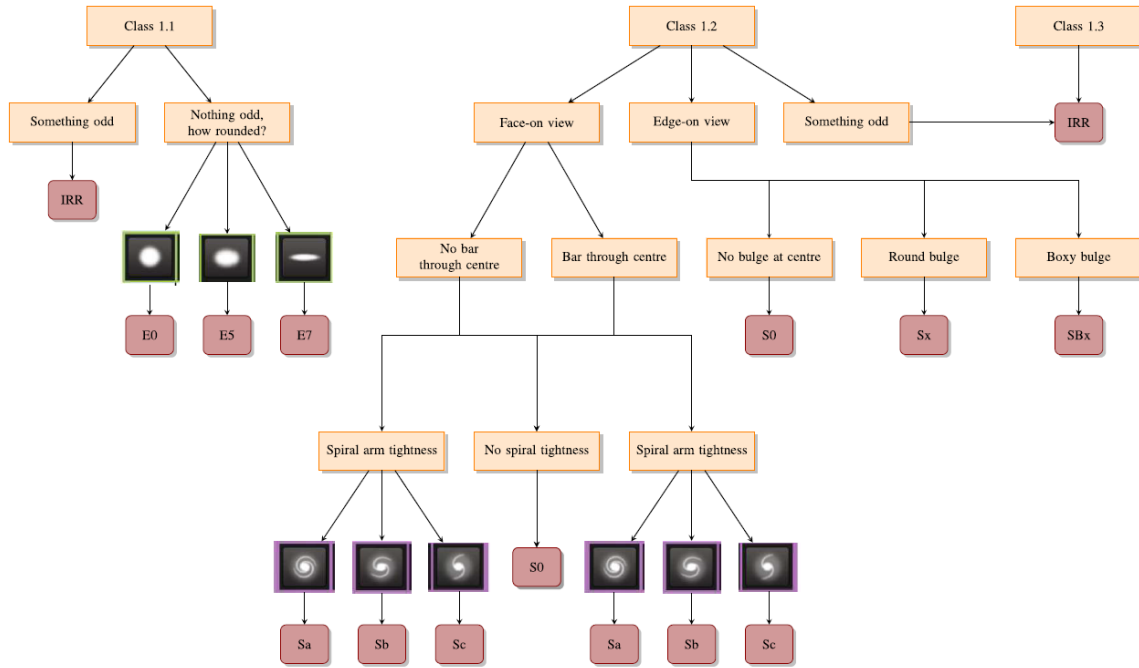 Class 1.1
Class 1.2
Class 1.3
Something odd
Nothing odd,
how rounded?
Face-on view
Edge-on view
Something odd
IRR
IRR
No bar
through centre
Bar through centre
No bulge at centre
Round bulge
Boxy bulge
E0
E5
E7
S0
Sx
SBx
Spiral arm tightness
No spiral tightness
Spiral arm tightness
S0
Sa
Sb
Sc
Sa
Sb
Sc